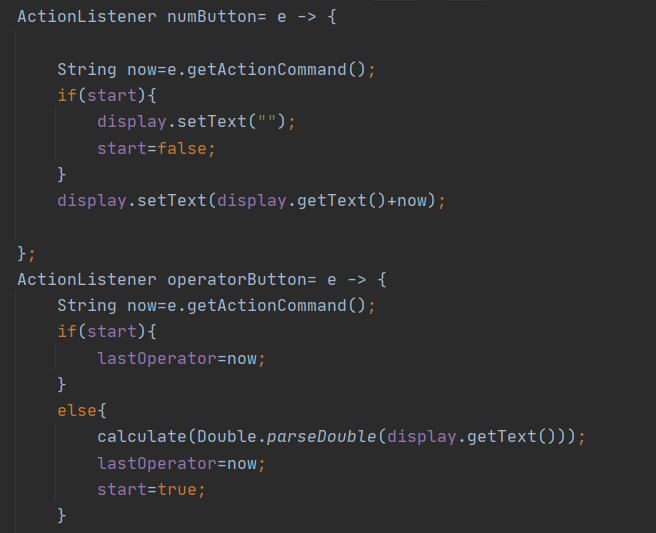 ActionListener numButton= e -> {
String now=e.getActionCommand();
if(start){
display.setText("");
start=false;
}
display.setText(display.getText()+now);
};
ActionListener operatorButton= e -> {
String now=e.getActionCommand();
if(start){
lastOperator=now;
}
else{
calculate(Double.parseDouble(display.getText()));
lastOperator=now;
start=true;
}